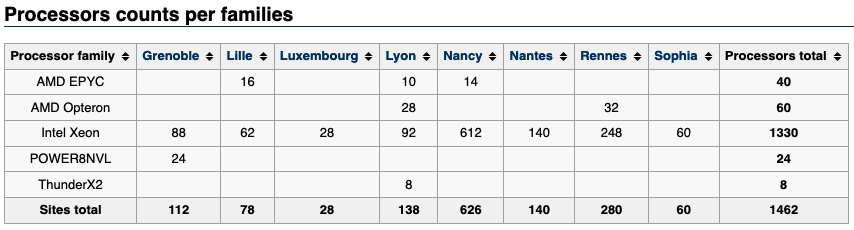 Processors counts per families
Processor family Grenoble Lille Luxembourg Lyon Nancy Nantes Rennes Sophia Processors total
AMD EPYC 16 10 14 40
AMD Opteron 28 32 60
Intel Xeon 88 62 28 92 612 140 248 60 1330
POWER8NVL 24 24
ThunderX2 8 8
Sites total 112 78 28 138 626 140 280 60 1462